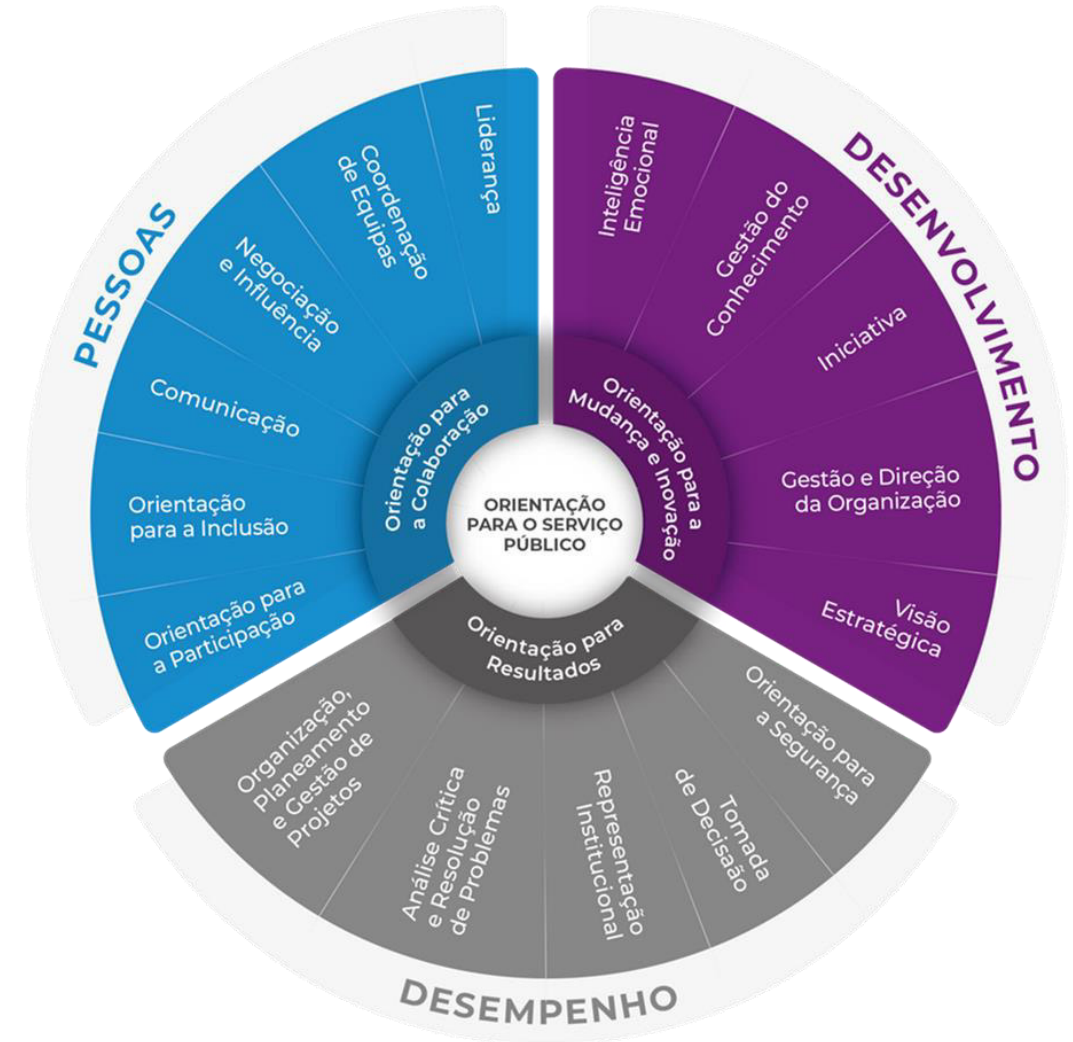 PESSOAS
Liderança
Coordenação
de Equipas
Negociação
e Influência
Comunicação
Orientação
para a Inclusão
Orientação para
a Participação
Orientação para
a Colaboração
DESENVOLVIMENTO
Inteligência
Emocional
Gestão do
Conhecimento
Iniciativa
Gestão e Direção
da Organização
Visão
Estratégica
Orientação para a
Mudança e Inovação
ORIENTAÇÃO
PARA O SERVIÇO
PÚBLICO
Orientação para
Resultados
Organização,
Planeamento
e Gestão de
Projetos
Análise Crítica
e Resolução
de Problemas
Representação
Institucional
Tomada
de Decisaão
Orientação para
a Segurança
DESEMPENHO